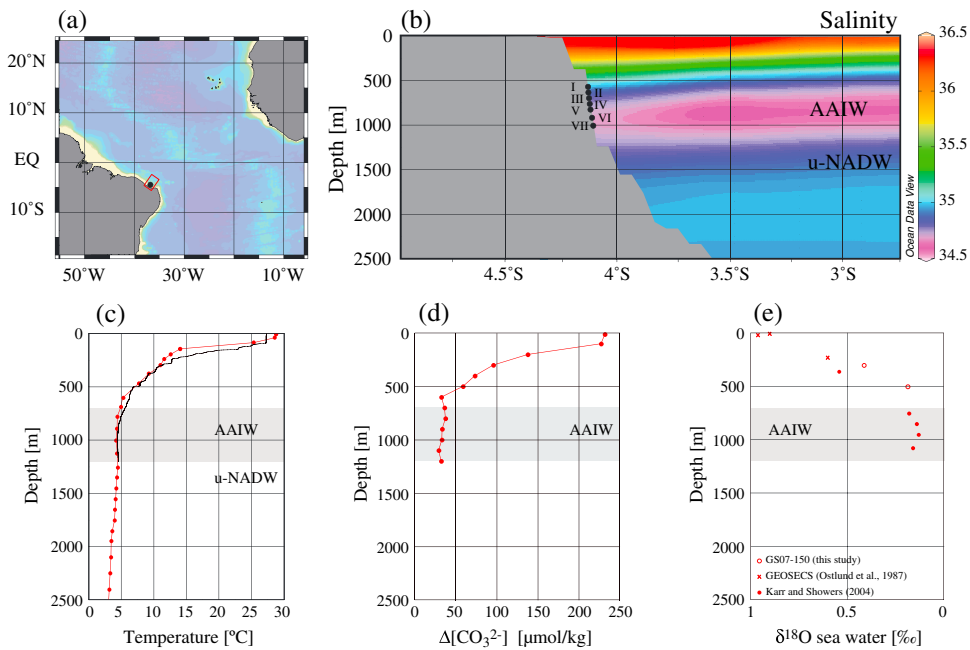 (a)
20°N
10°N
EQ
10°S
50°W
30°W
10°W
(b)
Salinity
0
500
1000
1500
2000
2500
Depth [m]
I
II
III
IV
V
VI
VII
AAIW
u-NADW
4.5°S
4°S
3.5°S
3°S
Ocean Data View
36.5
36
35.5
35
34.5
(c)
0
500
1000
1500
2000
2500
Depth [m]
AAIW
u-NADW
0
5
10
15
20
25
30
Temperature [ºC]
(d)
0
500
1000
1500
2000
2500
Depth [m]
AAIW
0
50
100
150
200
250
Δ[CO₃²⁻] [μmol/kg]
(e)
0
500
1000
1500
2000
2500
Depth [m]
AAIW
GS07-150 (this study)
GEOSECS (Ostlund et al., 1987)
Karr and Showers (2004)
1
0.5
0
δ¹⁸O sea water [‰]